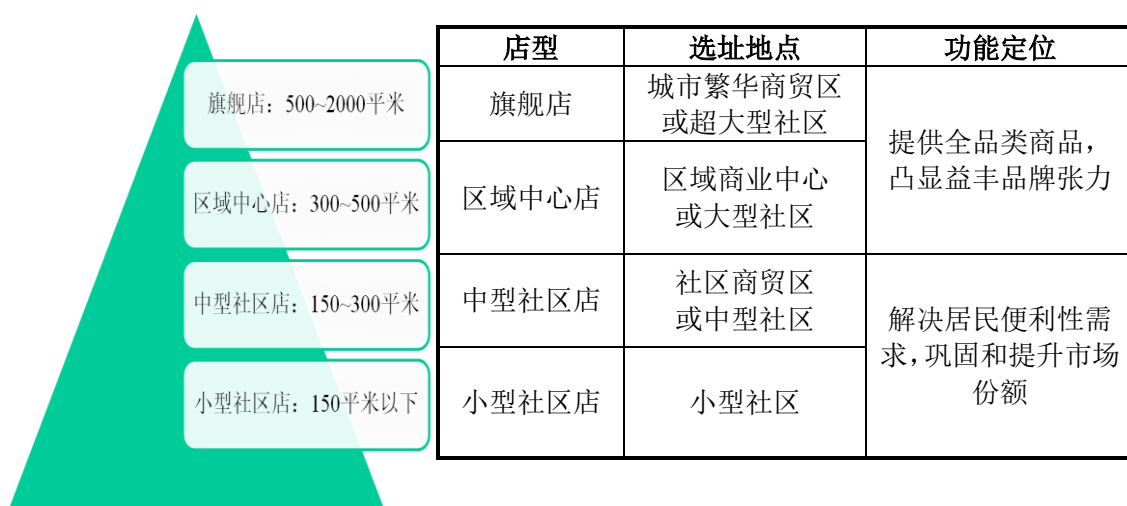 旗舰店：500~2000平米
区域中心店：300~500平米
中型社区店：150~300平米
小型社区店：150平米以下
店型
选址地点
功能定位
旗舰店
城市繁华商贸区
或超大型社区
提供全品类商品，
凸显益丰品牌张力
区域中心店
区域商业中心
或大型社区
中型社区店
社区商贸区
或中型社区
解决居民便利性需
求，巩固和提升市场
份额
小型社区店
小型社区